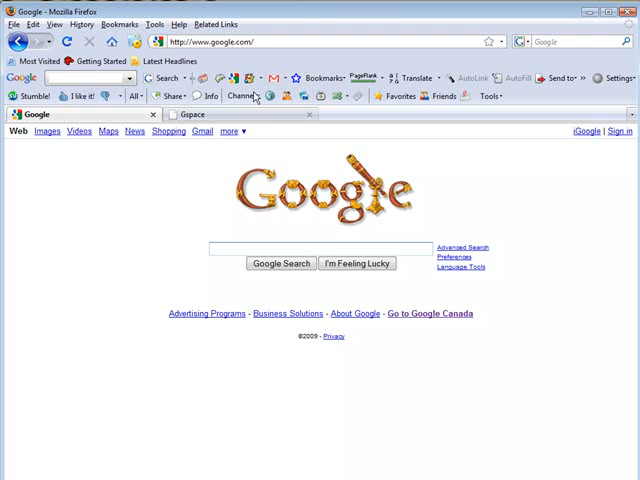 Google - Mozilla Firefox
File Edit View History Bookmarks Tools Help Related Links
http://www.google.com/ Google
Most Visited Getting Started Latest Headlines
Google Search Bookmarks PageRank Translate AutoLink AutoFill Send to Settings
Stumble! I like it! All Share Info Channel Favorites Friends Tools
Google Gspace
Web Images Videos Maps News Shopping Gmail more iGoogle | Sign in
Google
Advanced Search
Preferences
Language Tools
Google Search I'm Feeling Lucky
Advertising Programs - Business Solutions - About Google - Go to Google Canada
©2009 - Privacy